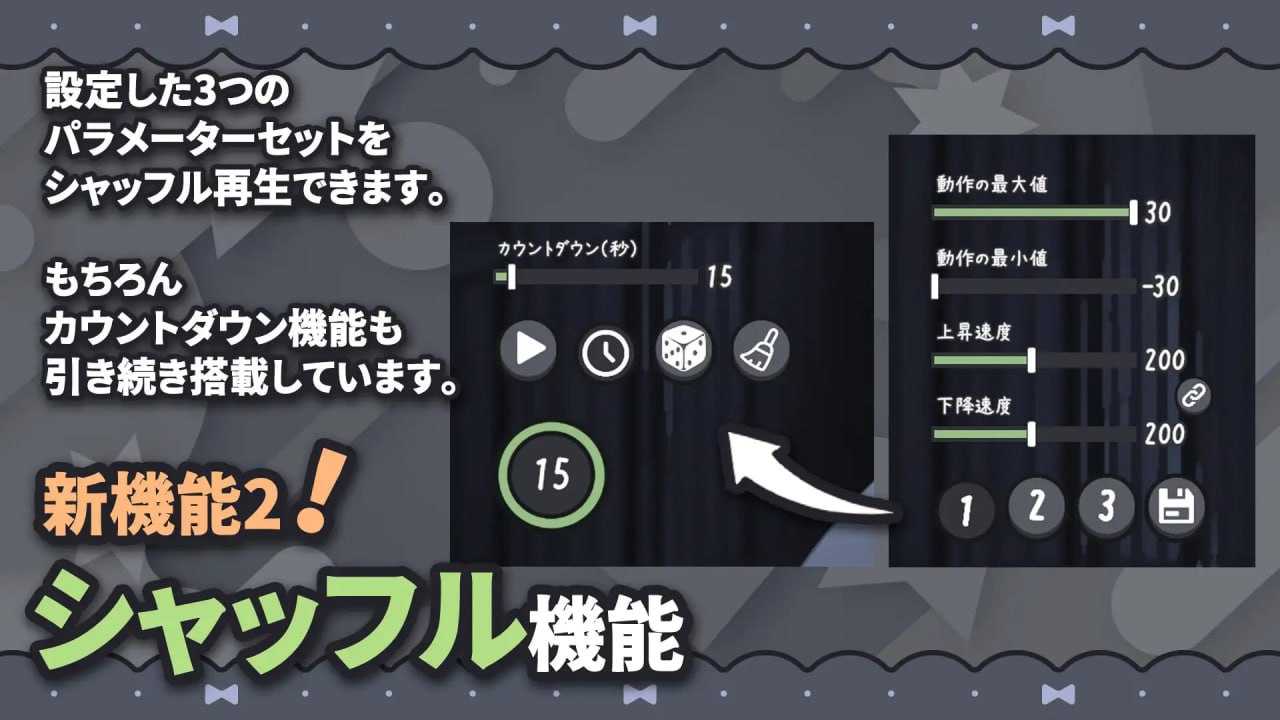 設定した3つの
パラメーターセットを
シャッフル再生できます。
もちろん
カウントダウン機能も
引き続き搭載しています。
新機能2!
シャッフル機能
カウントダウン(秒)
15
15
動作の最大値
30
動作の最小値
-30
上昇速度
200
下降速度
200
1 2 3